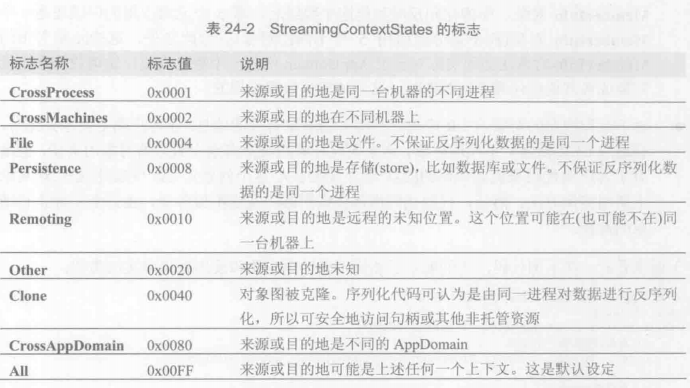 表 24-2 StreamingContextStates 的标志
标志名称 标志值 说明
CrossProcess 0x0001 来源或目的地是同一台机器的不同进程
CrossMachines 0x0002 来源或目的地在不同机器上
File 0x0004 来源或目的地是文件。不保证反序列化数据的是同一个进程
Persistence 0x0008 来源或目的地是存储(store)，比如数据库或文件。不保证反序列化数
据的是同一个进程
Remoting 0x0010 来源或目的地是远程的未知位置。这个位置可能在(也可能不在)同
一台机器上
Other 0x0020 来源或目的地未知
Clone 0x0040 对象图被克隆。序列化代码可认为是由同一进程对数据进行反序列
化，所以可安全地访问句柄或其他非托管资源
CrossAppDomain 0x0080 来源或目的地是不同的 AppDomain
All 0x00FF 来源或目的地可能是上述任何一个上下文。这是默认设定